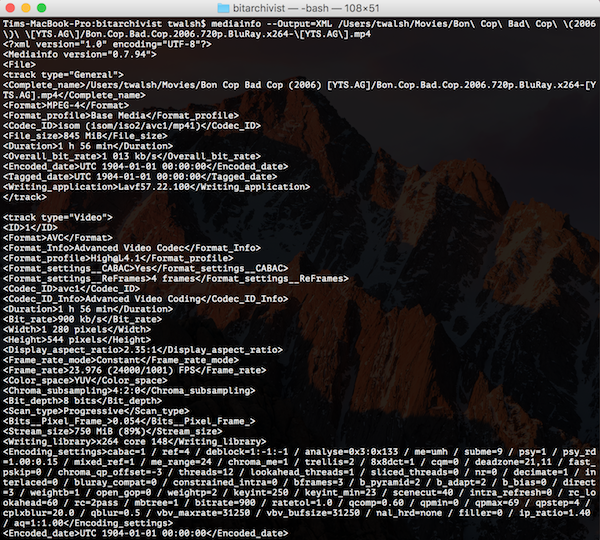 bitarchivist — -bash — 108×51
Tims-MacBook-Pro:bitarchivist twalsh$ mediainfo --Output=XML /Users/twalsh/Movies/Bon\ Cop\ Bad\ Cop\ \(2006
\)\ \[YTS.AG\]/Bon.Cop.Bad.Cop.2006.720p.BluRay.x264-\[YTS.AG\].mp4
<?xml version="1.0" encoding="UTF-8"?>
<Mediainfo version="0.7.94">
<File>
<track type="General">
<Complete_name>/Users/twalsh/Movies/Bon Cop Bad Cop (2006) [YTS.AG]/Bon.Cop.Bad.Cop.2006.720p.BluRay.x264-[Y
TS.AG].mp4</Complete_name>
<Format>MPEG-4</Format>
<Format_profile>Base Media</Format_profile>
<Codec_ID>isom (isom/iso2/avc1/mp41)</Codec_ID>
<File_size>845 MiB</File_size>
<Duration>1 h 56 min</Duration>
<Overall_bit_rate>1 013 kb/s</Overall_bit_rate>
<Encoded_date>UTC 1904-01-01 00:00:00</Encoded_date>
<Tagged_date>UTC 1904-01-01 00:00:00</Tagged_date>
<Writing_application>Lavf57.22.100</Writing_application>
</track>
<track type="Video">
<ID>1</ID>
<Format>AVC</Format>
<Format_Info>Advanced Video Codec</Format_Info>
<Format_profile>High@L4.1</Format_profile>
<Format_settings__CABAC>Yes</Format_settings__CABAC>
<Format_settings__ReFrames>4 frames</Format_settings__ReFrames>
<Codec_ID>avc1</Codec_ID>
<Codec_ID_Info>Advanced Video Coding</Codec_ID_Info>
<Duration>1 h 56 min</Duration>
<Bit_rate>900 kb/s</Bit_rate>
<Width>1 280 pixels</Width>
<Height>544 pixels</Height>
<Display_aspect_ratio>2.35:1</Display_aspect_ratio>
<Frame_rate_mode>Constant</Frame_rate_mode>
<Frame_rate>23.976 (24000/1001) FPS</Frame_rate>
<Color_space>YUV</Color_space>
<Chroma_subsampling>4:2:0</Chroma_subsampling>
<Bit_depth>8 bits</Bit_depth>
<Scan_type>Progressive</Scan_type>
<Bits__Pixel_Frame_>0.054</Bits__Pixel_Frame_>
<Stream_size>750 MiB (89%)</Stream_size>
<Writing_library>x264 core 148</Writing_library>
<Encoding_settings>cabac=1 / ref=4 / deblock=1:-1:-1 / analyse=0x3:0x133 / me=umh / subme=9 / psy=1 / psy_rd
=1.00:0.15 / mixed_ref=1 / me_range=24 / chroma_me=1 / trellis=2 / 8x8dct=1 / cqm=0 / deadzone=21,11 / fast_
pskip=0 / chroma_qp_offset=-3 / threads=12 / lookahead_threads=1 / sliced_threads=0 / nr=0 / decimate=1 / in
terlaced=0 / bluray_compat=0 / constrained_intra=0 / bframes=3 / b_pyramid=2 / b_adapt=2 / b_bias=0 / direct
=3 / weightb=1 / open_gop=0 / weightp=2 / keyint=250 / keyint_min=23 / scenecut=40 / intra_refresh=0 / rc_lo
okahead=60 / rc=2pass / mbtree=1 / bitrate=900 / ratetol=1.0 / qcomp=0.60 / qpmin=0 / qpmax=69 / qpstep=4 /
cplxblur=20.0 / qblur=0.5 / vbv_maxrate=31250 / vbv_bufsize=31250 / nal_hrd=none / filler=0 / ip_ratio=1.40
/ aq=1:1.00</Encoding_settings>
<Encoded_date>UTC 1904-01-01 00:00:00</Encoded_date>